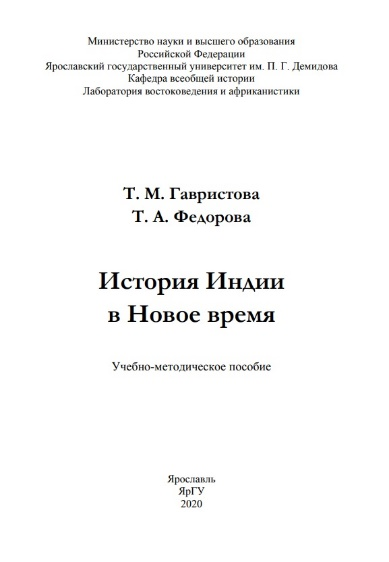 Министерство науки и высшего образования
Российской Федерации
Ярославский государственный университет им. П. Г. Демидова
Кафедра всеобщей истории
Лаборатория востоковедения и африканистики
Т. М. Гавристова
Т. А. Федорова
История Индии
в Новое время
Учебно-методическое пособие
Ярославль
ЯрГУ
2020